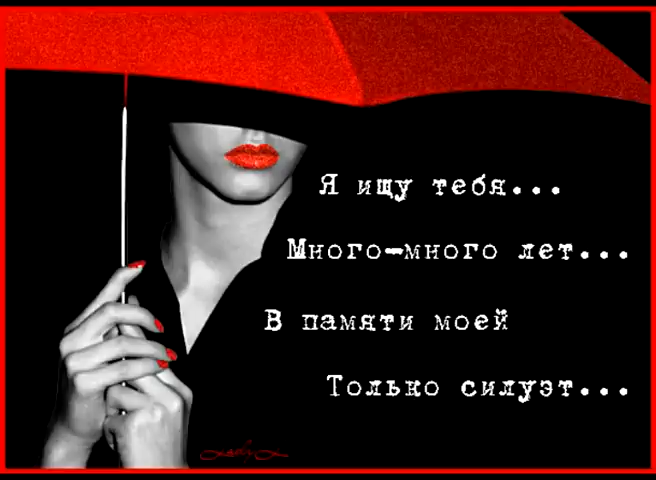 Я ищу тебя...
Много-много лет...
В памяти моей
Только силуэт...